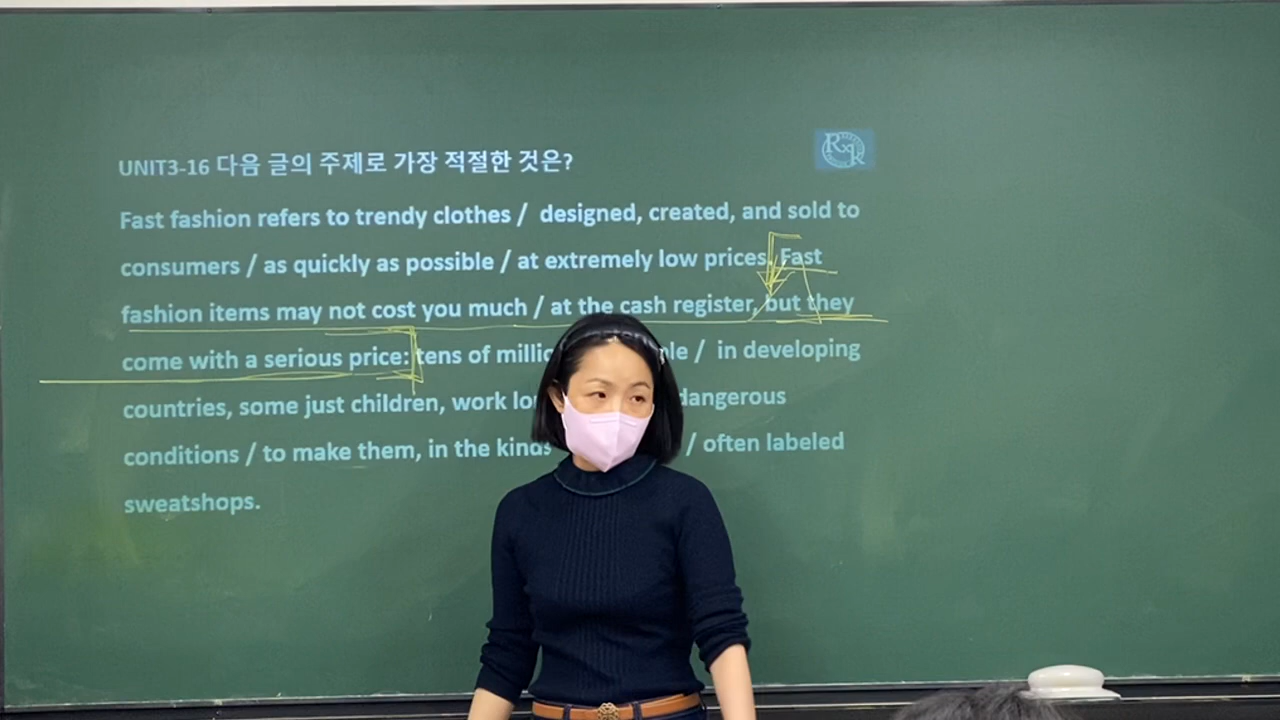 UNIT3-16 다음 글의 주제로 가장 적절한 것은?
Fast fashion refers to trendy clothes / designed, created, and sold to
consumers / as quickly as possible / at extremely low prices. Fast
fashion items may not cost you much / at the cash register, but they
come with a serious price: tens of / in developing
countries, some just children, work dangerous
conditions / to make them, in the kinds / often labeled
sweatshops.